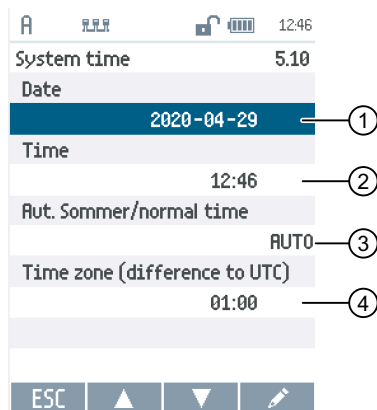 A 12:46
System time 5.10
Date
2020-04-29 1
Time
12:46 2
Aut. Sommer/normal time
AUTO 3
Time zone (difference to UTC)
01:00 4
ESC